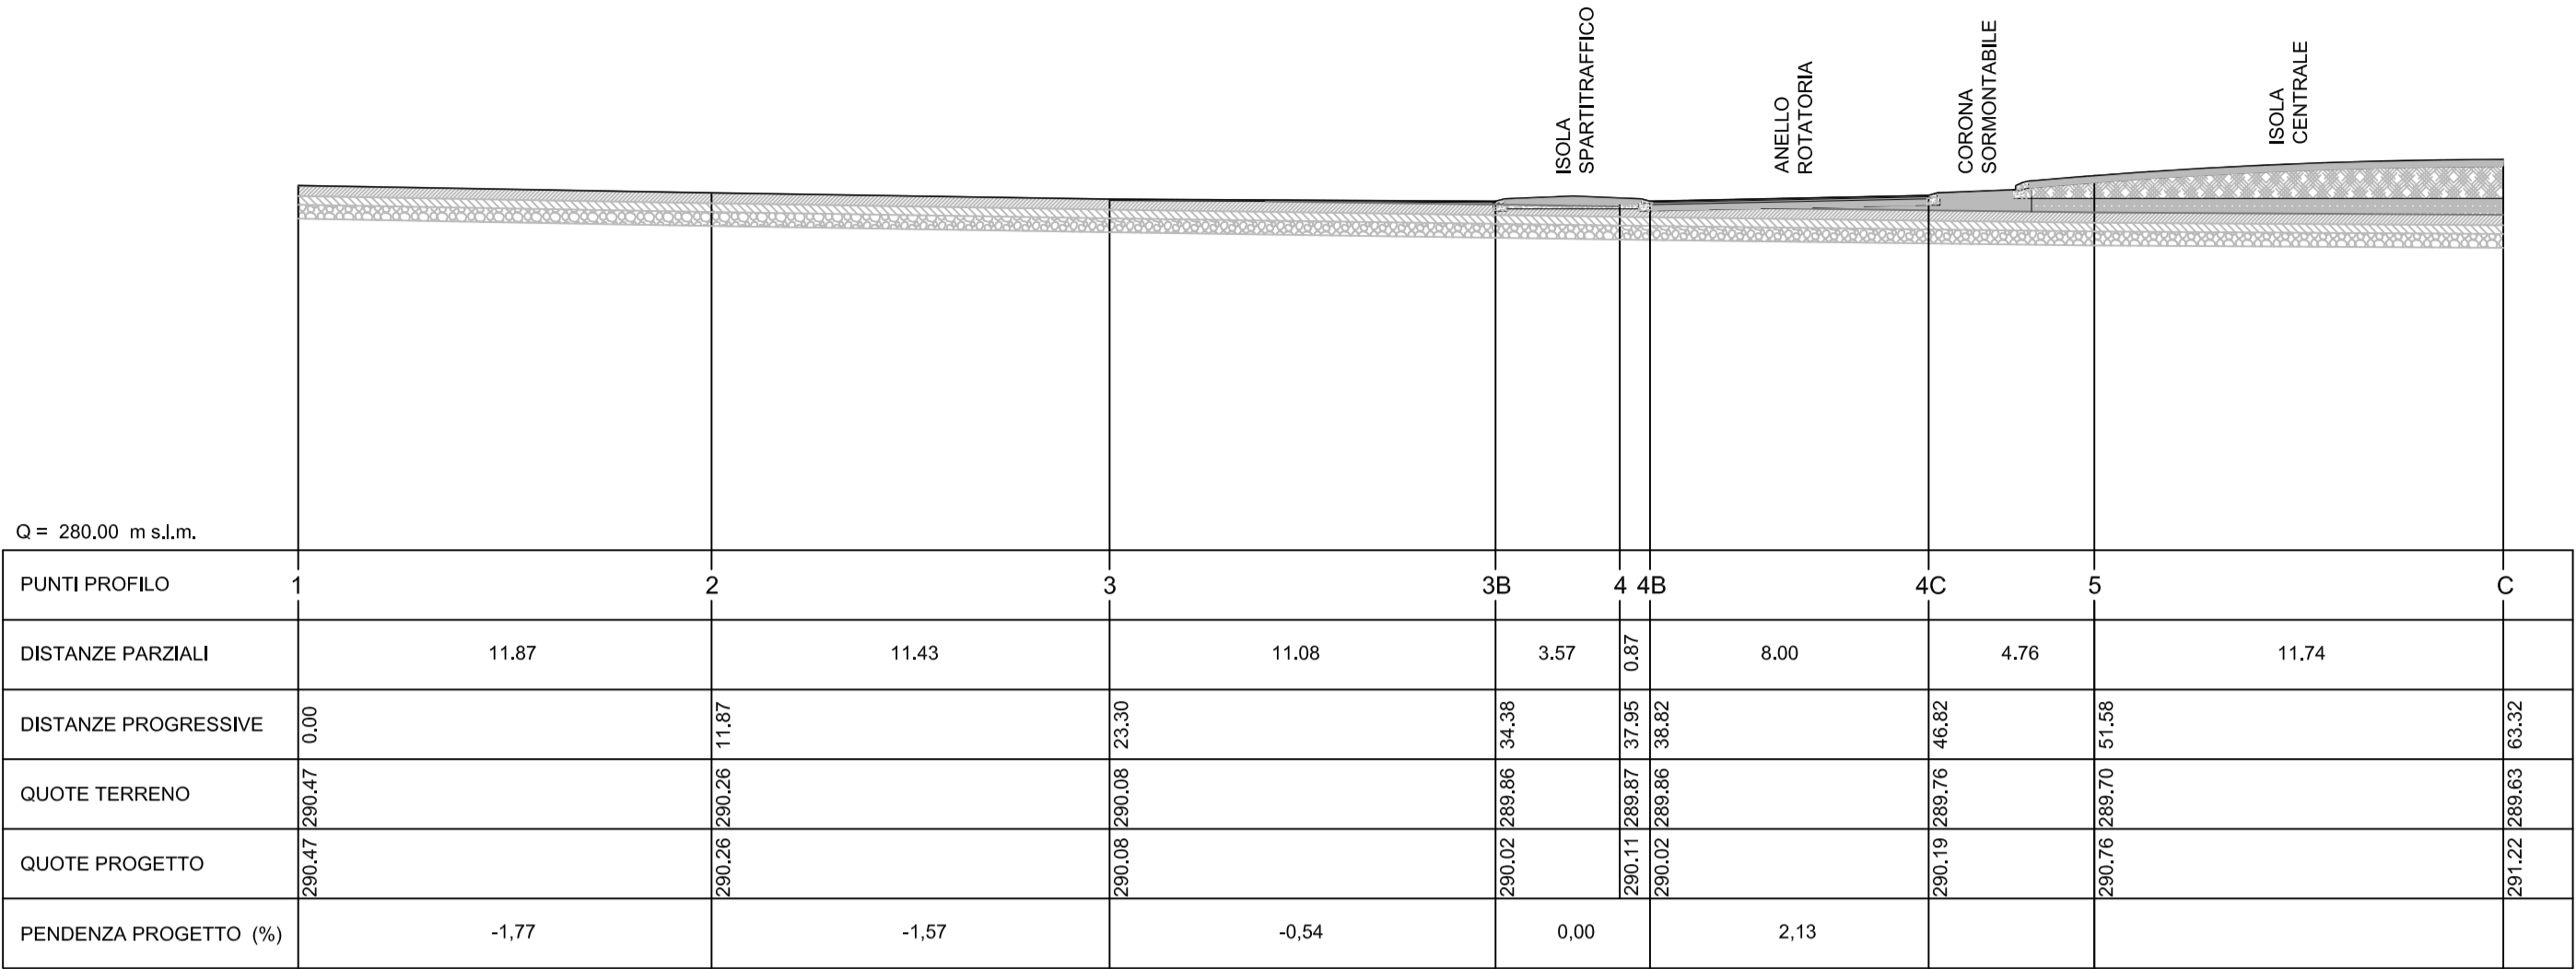 ISOLA
SPARTITRAFFICO
ANELLO
ROTATORIA
CORONA
SORMONTABILE
ISOLA
CENTRALE
Q = 280.00 m s.l.m.
PUNTI PROFILO 1 2 3 3B 4 4B 4C 5 C
DISTANZE PARZIALI 11.87 11.43 11.08 3.57 0.87 8.00 4.76 11.74
DISTANZE PROGRESSIVE 0.00 11.87 23.30 34.38 37.95 38.82 46.82 51.58 63.32
QUOTE TERRENO 290.47 290.26 290.08 289.86 289.87 289.86 289.76 289.70 289.63
QUOTE PROGETTO 290.47 290.26 290.08 290.02 290.11 290.02 290.19 290.76 291.22
PENDENZA PROGETTO (%) -1,77 -1,57 -0,54 0,00 2,13